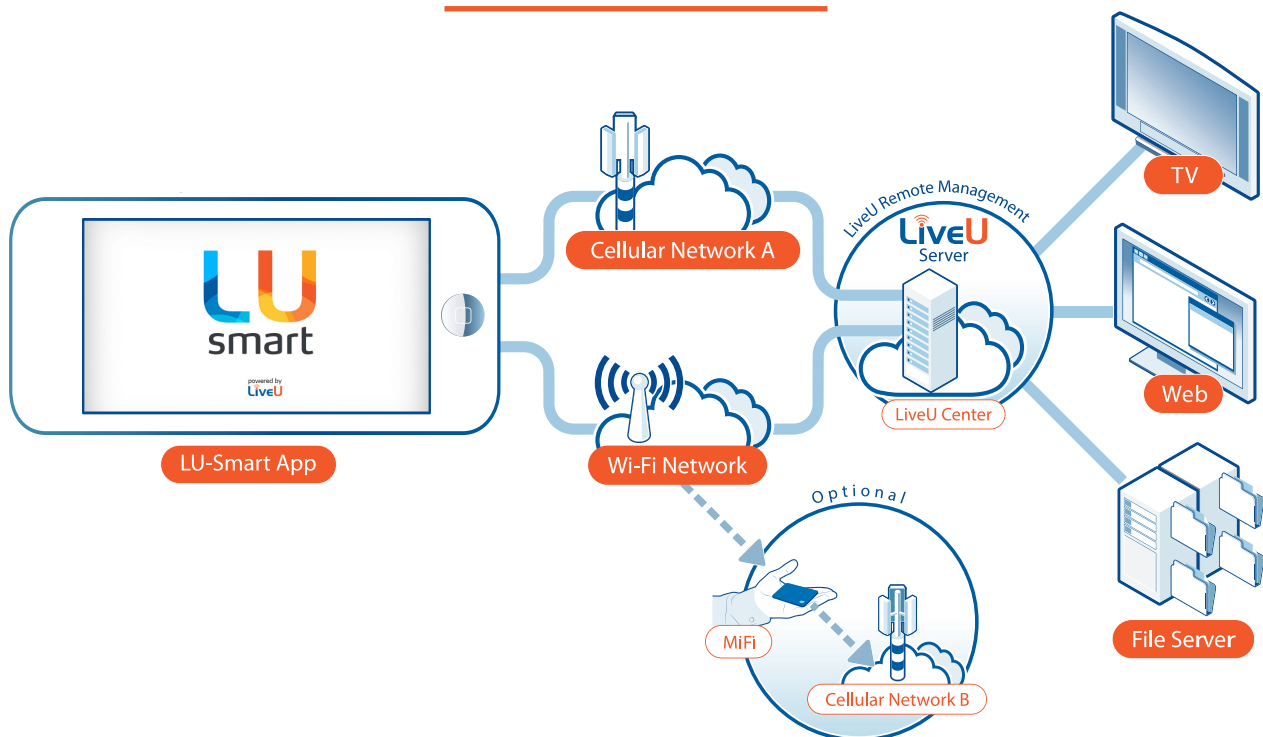 LU
smart
powered by
LiveU
LU-Smart App
Cellular Network A
Wi-Fi Network
LiveU Remote Management
LiveU
Server
LiveU Center
TV
Web
File Server
Optional
MiFi
Cellular Network B